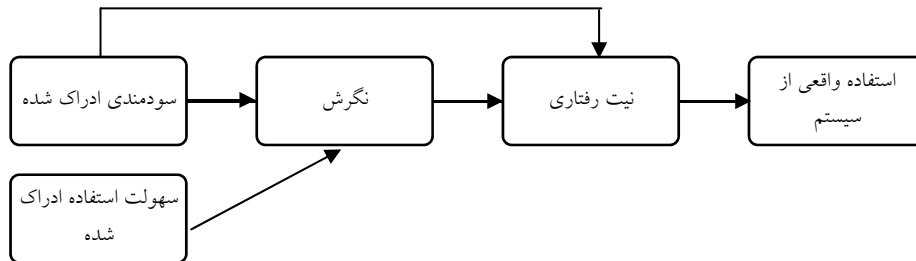 سودمندی ادراک شده
نگرش
نیت رفتاری
استفاده واقعی از
سیستم
سهولت استفاده ادراک
شده